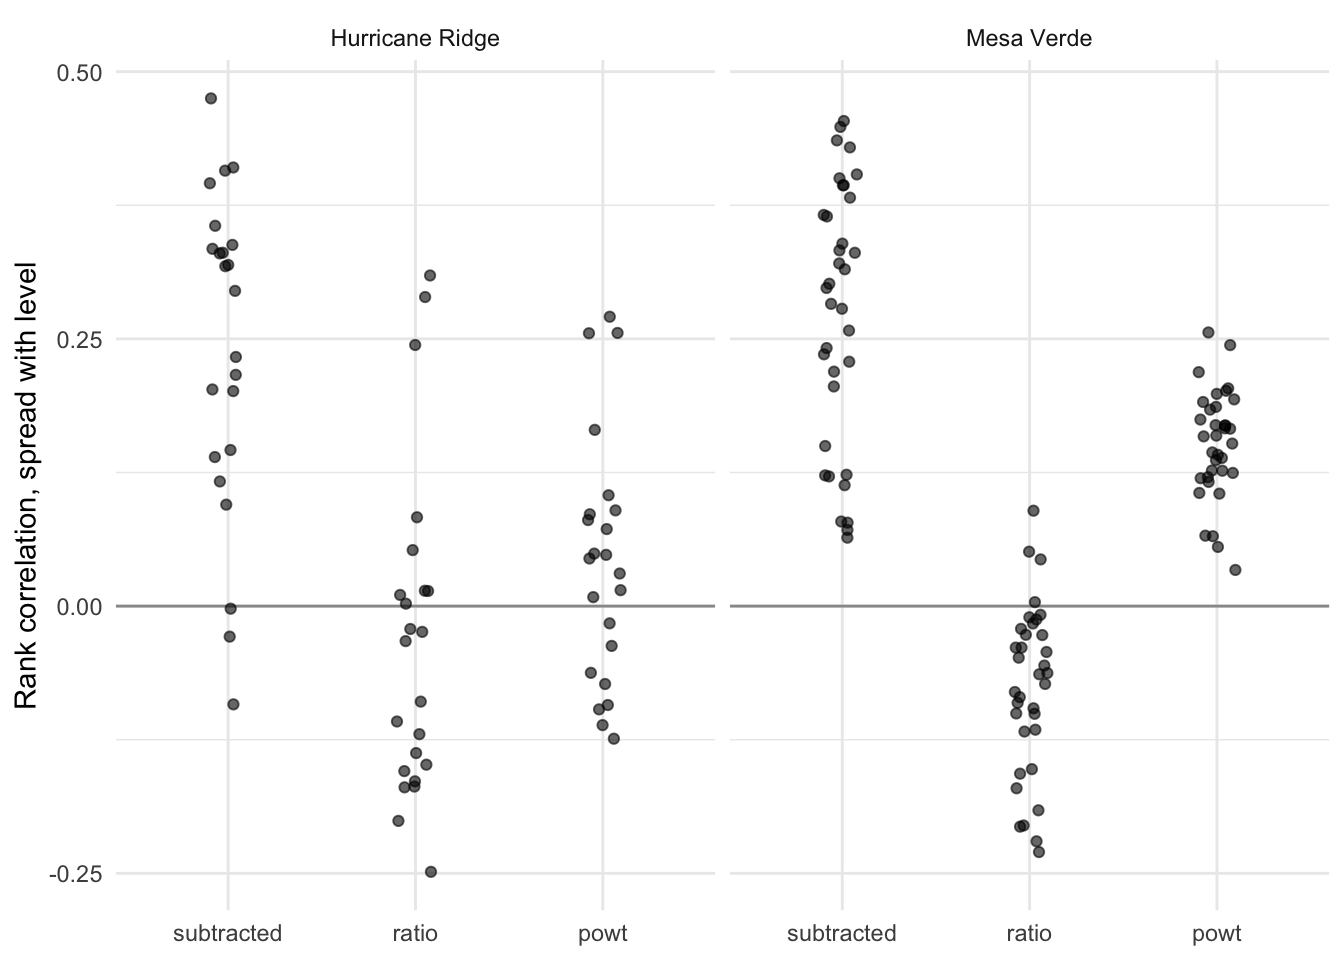 Hurricane Ridge
Mesa Verde
Rank correlation, spread with level
0.50
0.25
0.00
-0.25
subtracted
ratio
powt
subtracted
ratio
powt